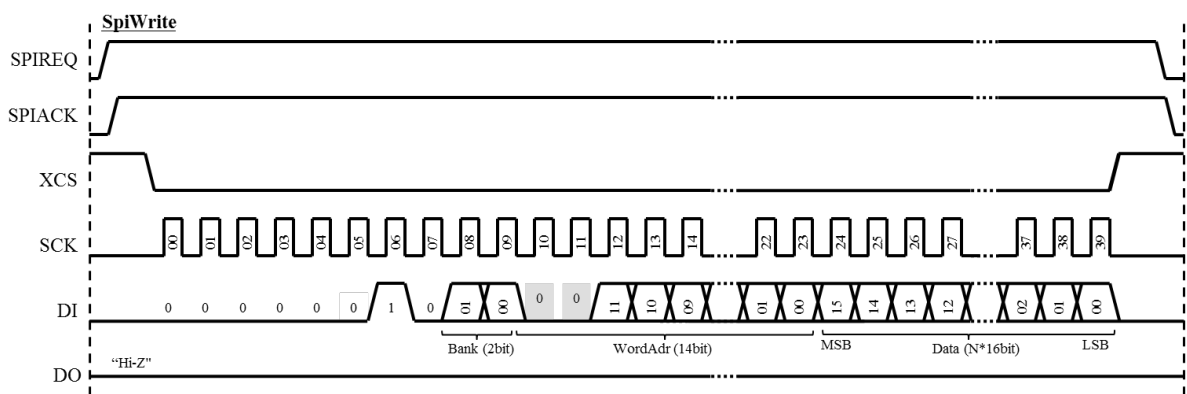 SpiWrite
SPIREQ
SPIACK
XCS
SCK 00 01 02 03 04 05 06 07 08 09 10 11 12 13 14 22 23 24 25 26 27 37 38 39
DI 0 0 0 0 0 0 1 0 01 00 0 0 11 10 09 01 00 15 14 13 12 02 01 00
Bank (2bit) WordAdr (14bit) MSB Data (N*16bit) LSB
"Hi-Z"
DO